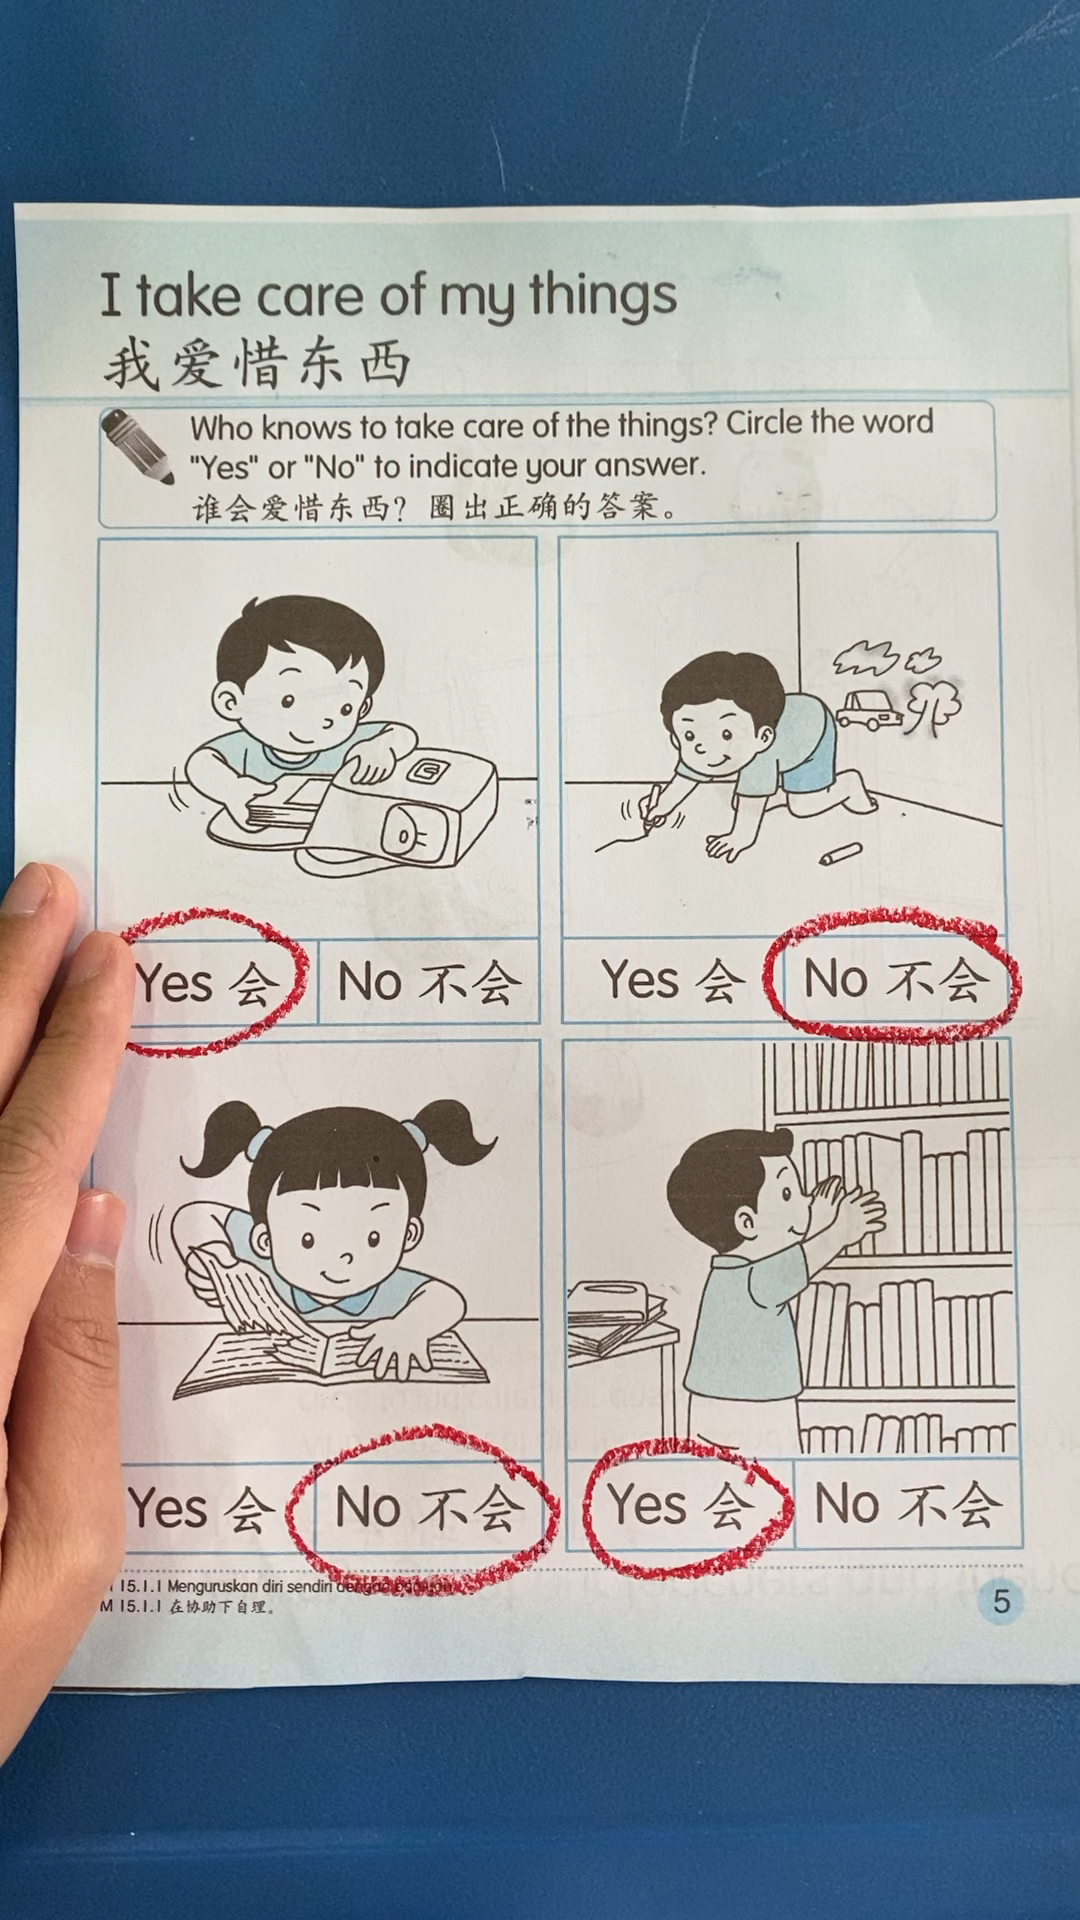 I take care of my things
我爱惜东西
Who knows to take care of the things? Circle the word
"Yes" or "No" to indicate your answer.
谁会爱惜东西？圈出正确的答案。
Yes 会 No 不会 Yes 会 No 不会
Yes 会 No 不会 Yes 会 No 不会
15.1.1 Menguruskan diri sendiri dengan
M 15.1.1 在协助下自理。
5